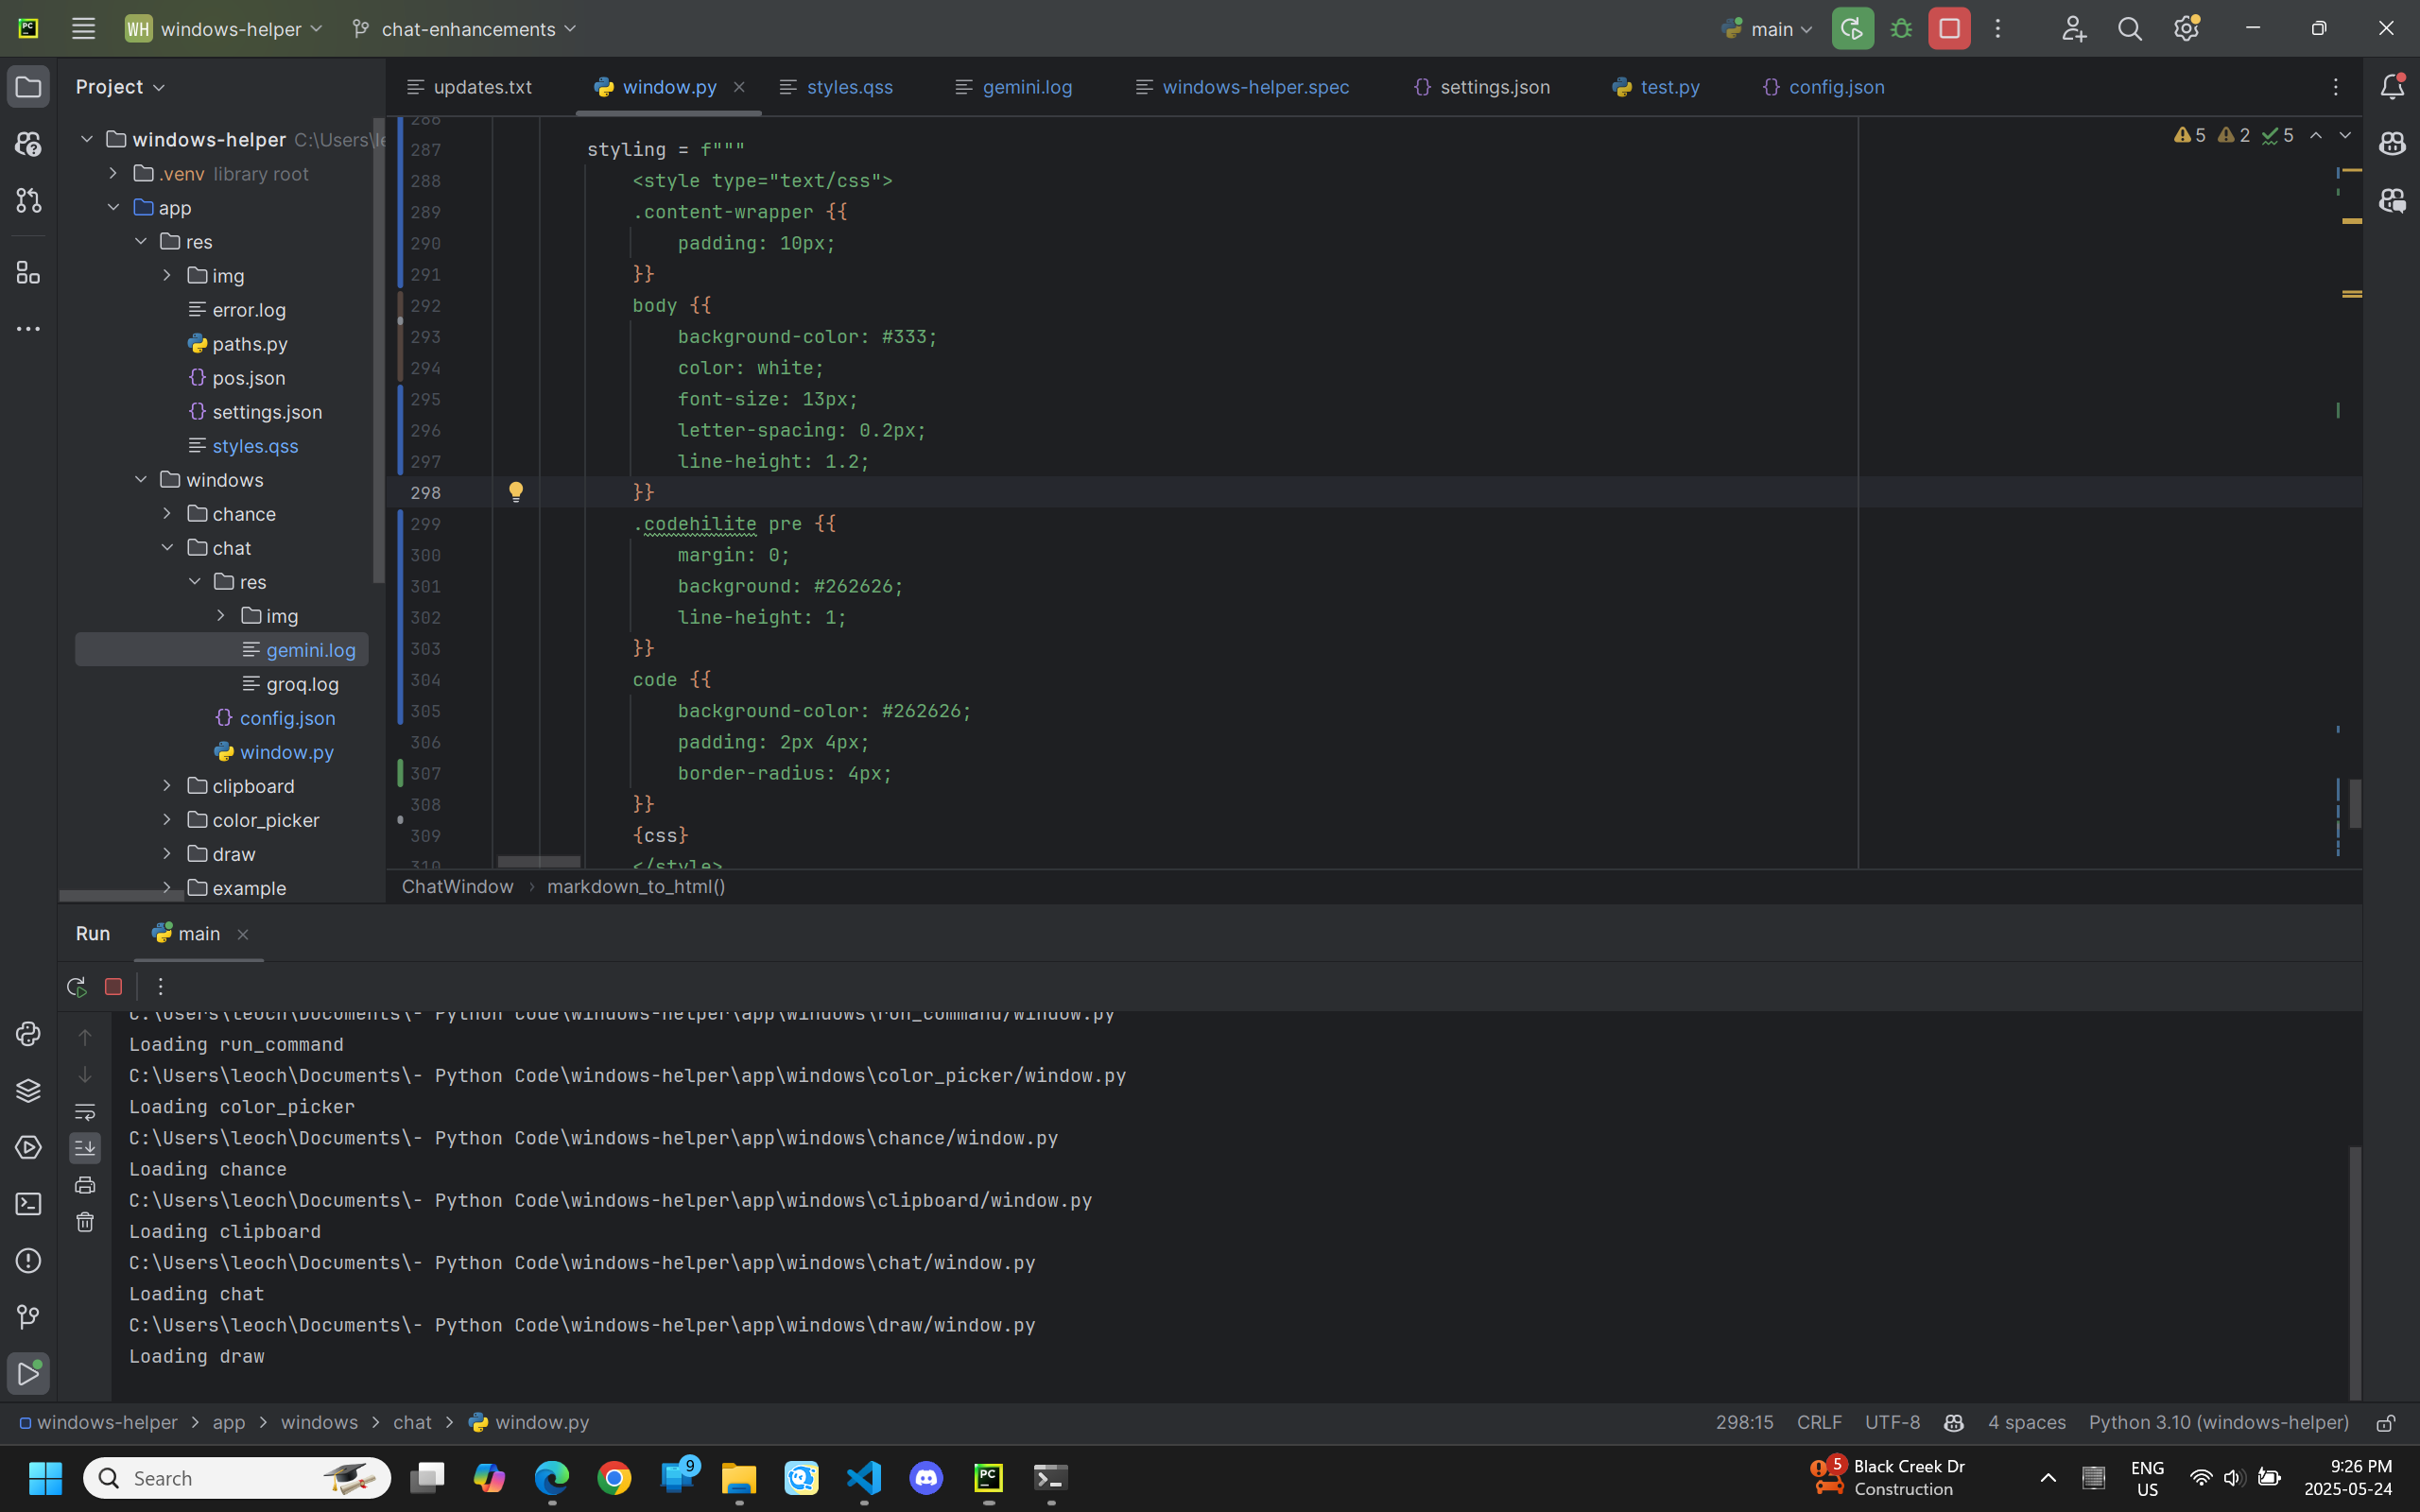 PC
WH windows-helper
chat-enhancements
main
Project
updates.txt
window.py
styles.qss
gemini.log
windows-helper.spec
settings.json
test.py
config.json
windows-helper C:\Users\le
.venv library root
app
res
img
error.log
paths.py
pos.json
settings.json
styles.qss
windows
chance
chat
res
img
gemini.log
groq.log
config.json
window.py
clipboard
color_picker
draw
example
5 2 5
286
287 styling = f"""
288 <style type="text/css">
289 .content-wrapper {{
290 padding: 10px;
291 }}
292 body {{
293 background-color: #333;
294 color: white;
295 font-size: 13px;
296 letter-spacing: 0.2px;
297 line-height: 1.2;
298 }}
299 .codehilite pre {{
300 margin: 0;
301 background: #262626;
302 line-height: 1;
303 }}
304 code {{
305 background-color: #262626;
306 padding: 2px 4px;
307 border-radius: 4px;
308 }}
309 {css}
310 </style>
ChatWindow › markdown_to_html()
Run
main
C:\Users\leoch\Documents\- Python Code\windows-helper\app\windows\run_command/window.py
Loading run_command
C:\Users\leoch\Documents\- Python Code\windows-helper\app\windows\color_picker/window.py
Loading color_picker
C:\Users\leoch\Documents\- Python Code\windows-helper\app\windows\chance/window.py
Loading chance
C:\Users\leoch\Documents\- Python Code\windows-helper\app\windows\clipboard/window.py
Loading clipboard
C:\Users\leoch\Documents\- Python Code\windows-helper\app\windows\chat/window.py
Loading chat
C:\Users\leoch\Documents\- Python Code\windows-helper\app\windows\draw/window.py
Loading draw
windows-helper > app > windows > chat > window.py
298:15 CRLF UTF-8 4 spaces Python 3.10 (windows-helper)
Search
9
PC
5
Black Creek Dr
Construction
ENG
US
9:26 PM
2025-05-24